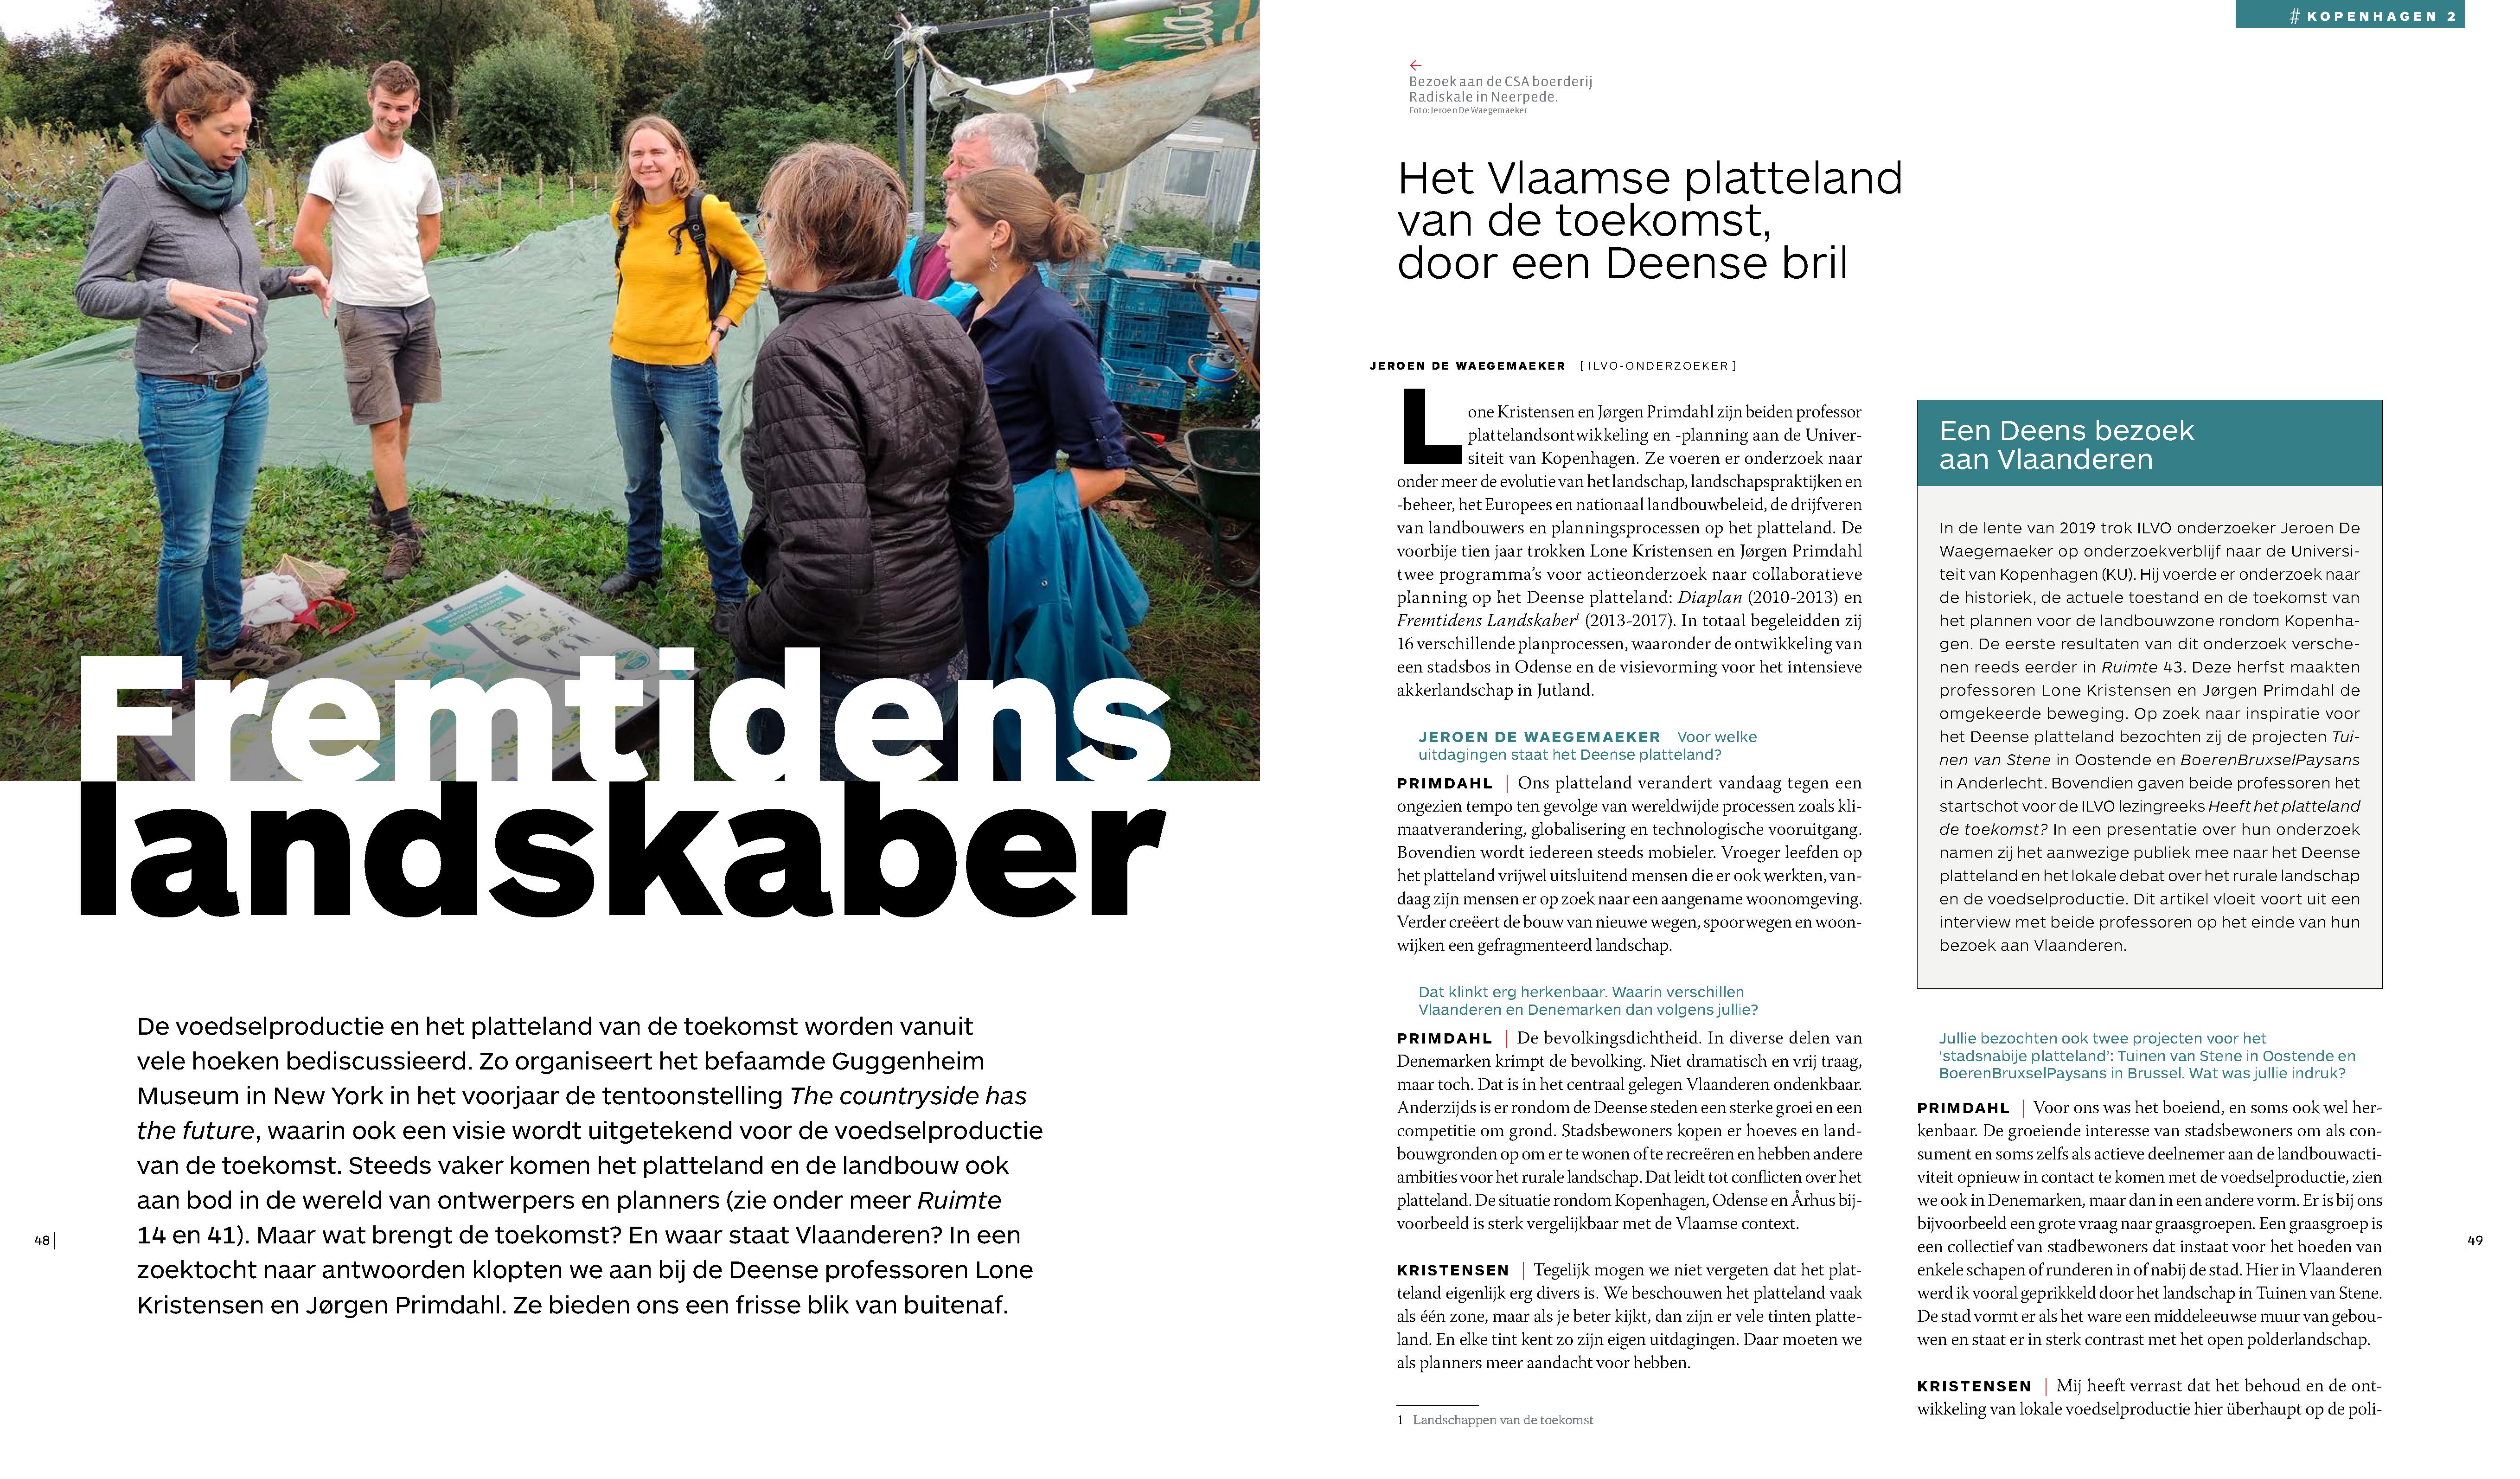 # KOPENHAGEN 2
←
Bezoek aan de CSA boerderij
Radiskale in Neerpede.
Foto: Jeroen De Waegemaeker
Fremtidens
landskaber
De voedselproductie en het platteland van de toekomst worden vanuit
vele hoeken bediscussieerd. Zo organiseert het befaamde Guggenheim
Museum in New York in het voorjaar de tentoonstelling The countryside has
the future, waarin ook een visie wordt uitgetekend voor de voedselproductie
van de toekomst. Steeds vaker komen het platteland en de landbouw ook
aan bod in de wereld van ontwerpers en planners (zie onder meer Ruimte
14 en 41). Maar wat brengt de toekomst? En waar staat Vlaanderen? In een
zoektocht naar antwoorden klopten we aan bij de Deense professoren Lone
Kristensen en Jørgen Primdahl. Ze bieden ons een frisse blik van buitenaf.
48
Het Vlaamse platteland
van de toekomst,
door een Deense bril
JEROEN DE WAEGEMAEKER [ILVO-ONDERZOEKER]
Lone Kristensen en Jørgen Primdahl zijn beiden professor
plattelandsontwikkeling en -planning aan de Univer-
siteit van Kopenhagen. Ze voeren er onderzoek naar
onder meer de evolutie van het landschap, landschapspraktijken en
-beheer, het Europees en nationaal landbouwbeleid, de drijfveren
van landbouwers en planningsprocessen op het platteland. De
voorbije tien jaar trokken Lone Kristensen en Jørgen Primdahl
twee programma's voor actieonderzoek naar collaboratieve
planning op het Deense platteland: Diaplan (2010-2013) en
Fremtidens Landskaber¹ (2013-2017). In totaal begeleidden zij
16 verschillende planprocessen, waaronder de ontwikkeling van
een stadsbos in Odense en de visievorming voor het intensieve
akkerlandschap in Jutland.
JEROEN DE WAEGEMAEKER Voor welke
uitdagingen staat het Deense platteland?
PRIMDAHL | Ons platteland verandert vandaag tegen een
ongezien tempo ten gevolge van wereldwijde processen zoals kli-
maatverandering, globalisering en technologische vooruitgang.
Bovendien wordt iedereen steeds mobieler. Vroeger leefden op
het platteland vrijwel uitsluitend mensen die er ook werkten, van-
daag zijn mensen er op zoek naar een aangename woonomgeving.
Verder creëert de bouw van nieuwe wegen, spoorwegen en woon-
wijken een gefragmenteerd landschap.
Dat klinkt erg herkenbaar. Waarin verschillen
Vlaanderen en Denemarken dan volgens jullie?
PRIMDAHL | De bevolkingsdichtheid. In diverse delen van
Denemarken krimpt de bevolking. Niet dramatisch en vrij traag,
maar toch. Dat is in het centraal gelegen Vlaanderen ondenkbaar.
Anderzijds is er rondom de Deense steden een sterke groei en een
competitie om grond. Stadsbewoners kopen er hoeves en land-
bouwgronden op om er te wonen of te recreëren en hebben andere
ambities voor het rurale landschap. Dat leidt tot conflicten over het
platteland. De situatie rondom Kopenhagen, Odense en Århus bij-
voorbeeld is sterk vergelijkbaar met de Vlaamse context.
KRISTENSEN | Tegelijk mogen we niet vergeten dat het plat-
teland eigenlijk erg divers is. We beschouwen het platteland vaak
als één zone, maar als je beter kijkt, dan zijn er vele tinten platte-
land. En elke tint kent zo zijn eigen uitdagingen. Daar moeten we
als planners meer aandacht voor hebben.
1 Landschappen van de toekomst
Een Deens bezoek
aan Vlaanderen
In de lente van 2019 trok ILVO onderzoeker Jeroen De
Waegemaeker op onderzoekverblijf naar de Universi-
teit van Kopenhagen (KU). Hij voerde er onderzoek naar
de historiek, de actuele toestand en de toekomst van
het plannen voor de landbouwzone rondom Kopenha-
gen. De eerste resultaten van dit onderzoek versche-
nen reeds eerder in Ruimte 43. Deze herfst maakten
professoren Lone Kristensen en Jørgen Primdahl de
omgekeerde beweging. Op zoek naar inspiratie voor
het Deense platteland bezochten zij de projecten Tui-
nen van Stene in Oostende en BoerenBruxselPaysans
in Anderlecht. Bovendien gaven beide professoren het
startschot voor de ILVO lezingreeks Heeft het platteland
de toekomst? In een presentatie over hun onderzoek
namen zij het aanwezige publiek mee naar het Deense
platteland en het lokale debat over het rurale landschap
en de voedselproductie. Dit artikel vloeit voort uit een
interview met beide professoren op het einde van hun
bezoek aan Vlaanderen.
Jullie bezochten ook twee projecten voor het
'stadsnabije platteland': Tuinen van Stene in Oostende en
BoerenBruxselPaysans in Brussel. Wat was jullie indruk?
PRIMDAHL | Voor ons was het boeiend, en soms ook wel her-
kenbaar. De groeiende interesse van stadsbewoners om als con-
sument en soms zelfs als actieve deelnemer aan de landbouwacti-
viteit opnieuw in contact te komen met de voedselproductie, zien
we ook in Denemarken, maar dan in een andere vorm. Er is bij ons
bijvoorbeeld een grote vraag naar graasgroepen. Een graasgroep is
een collectief van stadbewoners dat instaat voor het hoeden van
enkele schapen of runderen in of nabij de stad. Hier in Vlaanderen
werd ik vooral geprikkeld door het landschap in Tuinen van Stene.
De stad vormt er als het ware een middeleeuwse muur van gebou-
wen en staat er in sterk contrast met het open polderlandschap.
KRISTENSEN | Mij heeft verrast dat het behoud en de ont-
wikkeling van lokale voedselproductie hier überhaupt op de poli-
49